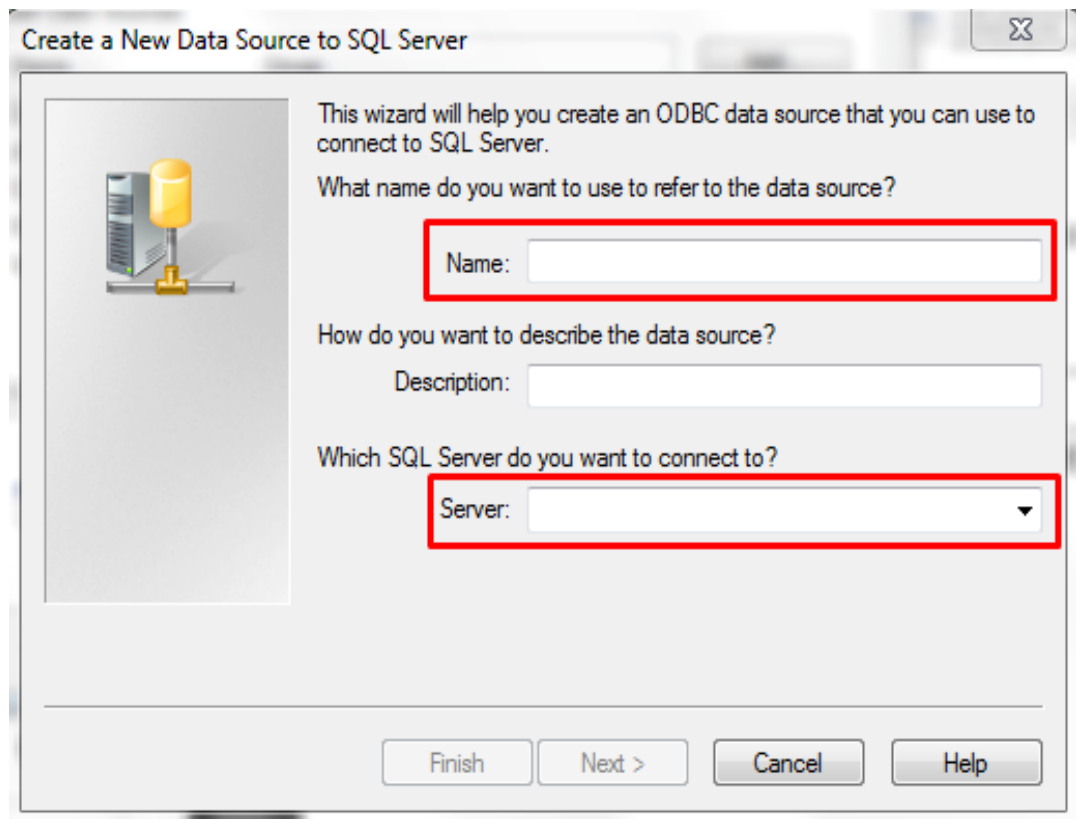 Create a New Data Source to SQL Server
This wizard will help you create an ODBC data source that you can use to
connect to SQL Server.
What name do you want to use to refer to the data source?
Name:
How do you want to describe the data source?
Description:
Which SQL Server do you want to connect to?
Server:
Finish
Next >
Cancel
Help